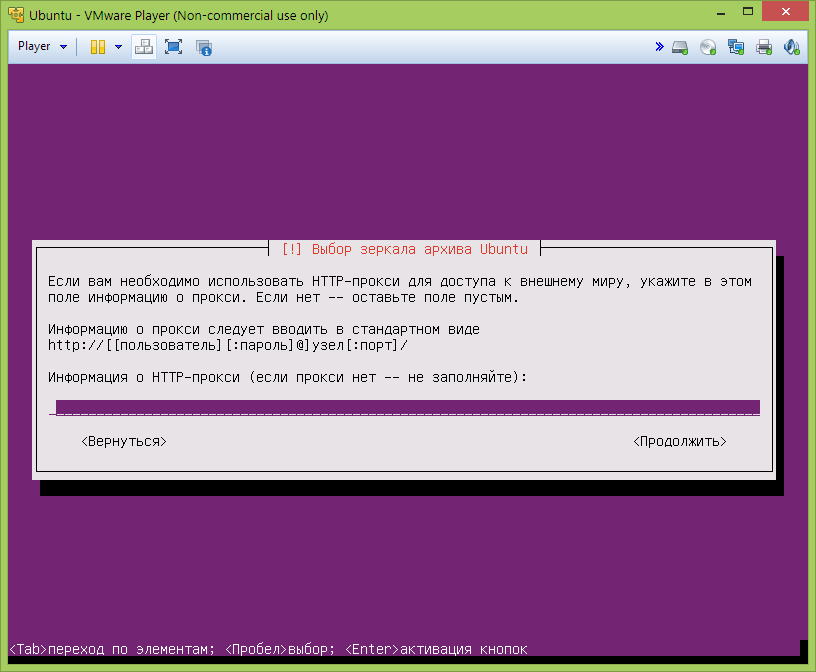 Ubuntu - VMware Player (Non-commercial use only)
Player
[!] Выбор зеркала архива Ubuntu
Если вам необходимо использовать HTTP-прокси для доступа к внешнему миру, укажите в этом
поле информацию о прокси. Если нет -- оставьте поле пустым.
Информацию о прокси следует вводить в стандартном виде
http://[[пользователь][:пароль]@]узел[:порт]/
Информация о HTTP-прокси (если прокси нет -- не заполняйте):
<Вернуться> <Продолжить>
<Tab>переход по элементам; <Пробел>выбор; <Enter>активация кнопок